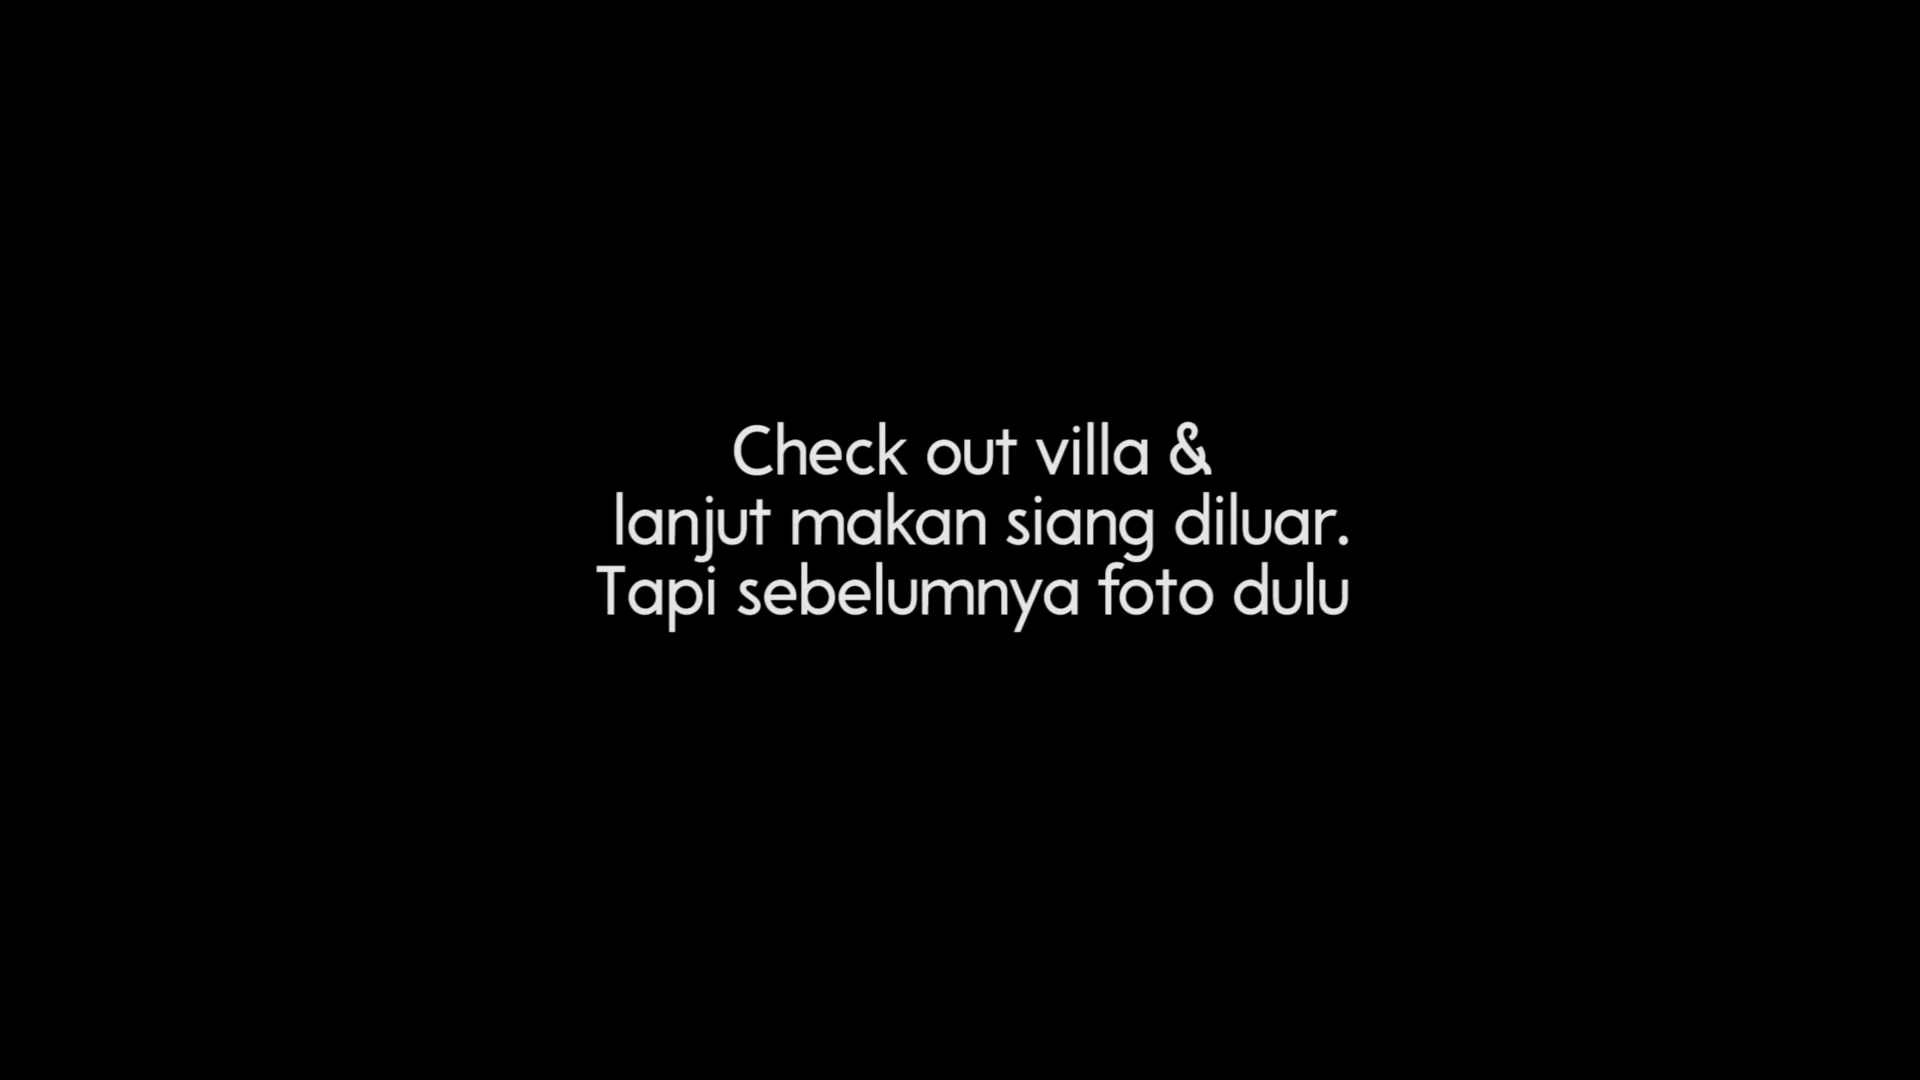 Check out villa &
lanjut makan siang diluar.
Tapi sebelumnya foto dulu